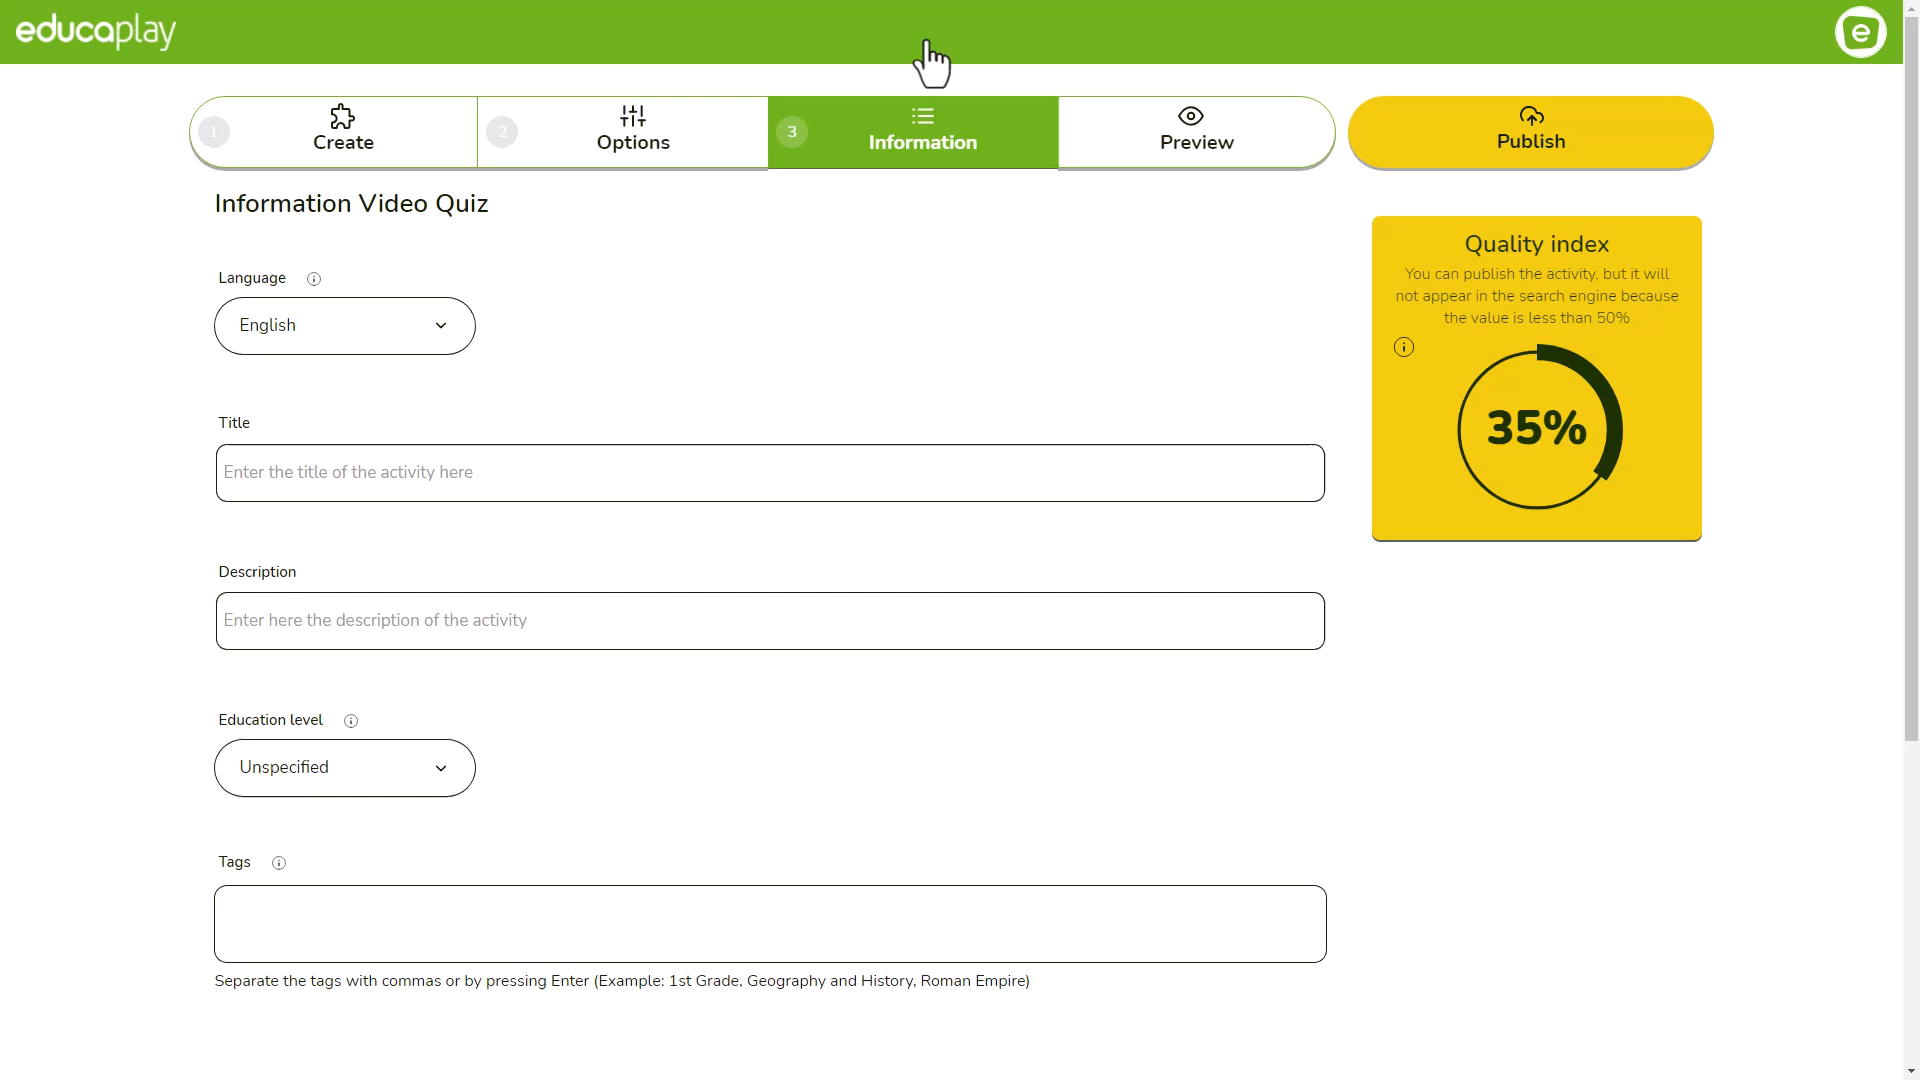 educaplay
e
1
Create
2
Options
3
Information
Preview
Publish
Information Video Quiz
Quality index
You can publish the activity, but it will
not appear in the search engine because
the value is less than 50%
35%
Language
English
Title
Enter the title of the activity here
Description
Enter here the description of the activity
Education level
Unspecified
Tags
Separate the tags with commas or by pressing Enter (Example: 1st Grade, Geography and History, Roman Empire)